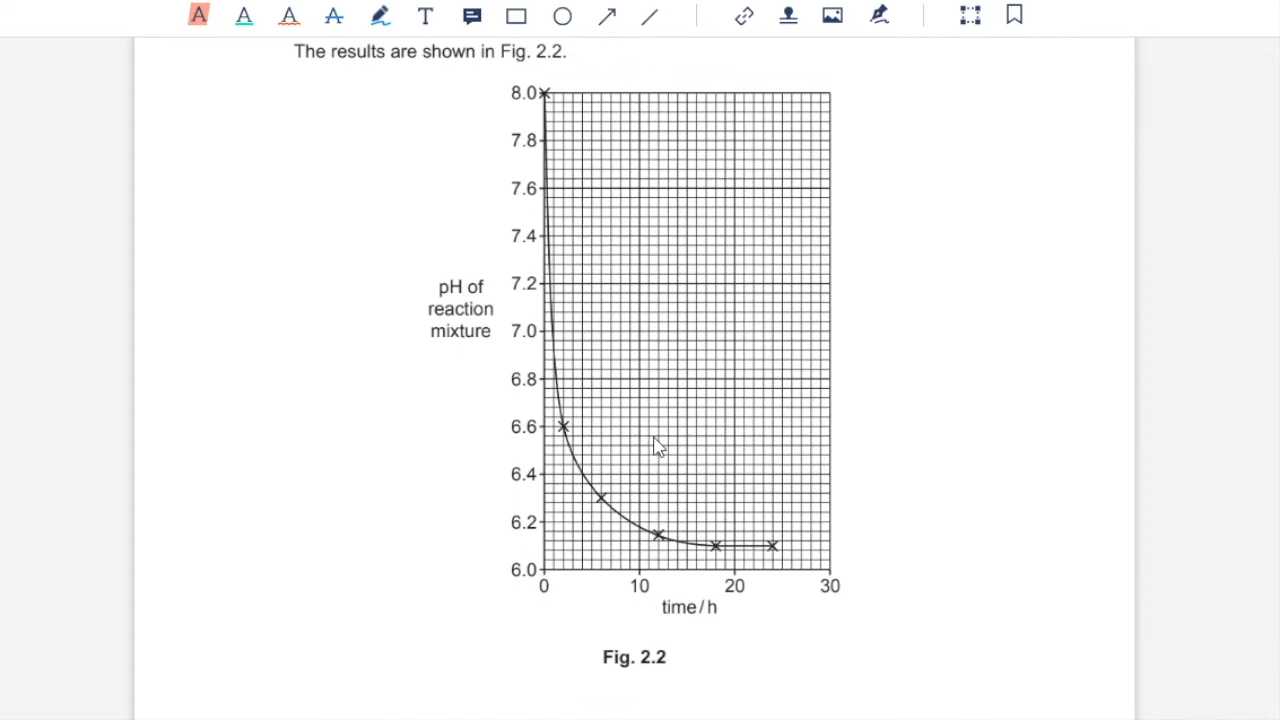 A A A A T
The results are shown in Fig. 2.2.
8.0
7.8
7.6
7.4
7.2
7.0
6.8
6.6
6.4
6.2
6.0
pH of
reaction
mixture
0 10 20 30
time / h
Fig. 2.2